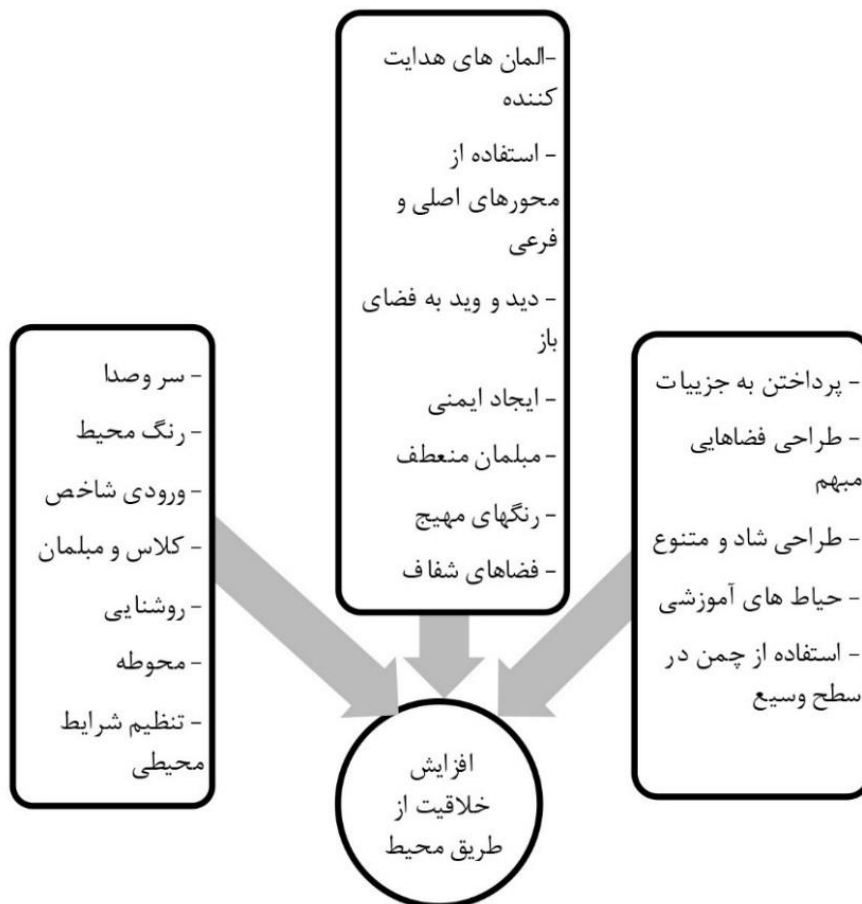 - پرداختن به جزییات
- طراحی فضاهایی
مبهم
- طراحی شاد و متنوع
- حیاط های آموزشی
- استفاده از چمن در
سطح وسیع
-المان های هدایت
کننده
- استفاده از
محورهای اصلی و
فرعی
- دید و وید به فضای
باز
- ایجاد ایمنی
- مبلمان منعطف
- رنگهای مهیج
- فضاهای شفاف
- سر وصدا
- رنگ محیط
- ورودی شاخص
- کلاس و مبلمان
- روشنایی
- محوطه
- تنظیم شرایط
محیطی
افزایش
خلاقیت از
طریق محیط